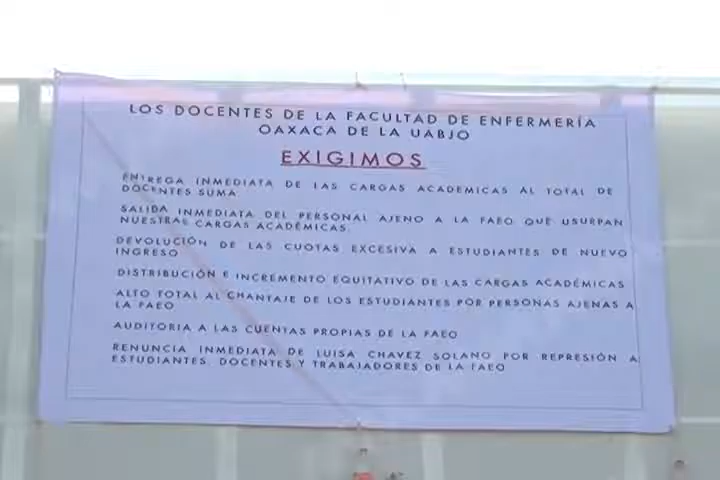 LOS DOCENTES DE LA FACULTAD DE ENFERMERÍA
OAXACA DE LA UABJO
EXIGIMOS
ENTREGA INMEDIATA DE LAS CARGAS ACADEMICAS AL TOTAL DE
DOCENTES SUMA
SALIDA INMEDIATA DEL PERSONAL AJENO A LA FAEO QUE USURPAN
NUESTRAS CARGAS ACADÉMICAS
DEVOLUCIÓN DE LAS CUOTAS EXCESIVA A ESTUDIANTES DE NUEVO
INGRESO
DISTRIBUCIÓN E INCREMENTO EQUITATIVO DE LAS CARGAS ACADÉMICAS
ALTO TOTAL AL CHANTAJE DE LOS ESTUDIANTES POR PERSONAS AJENAS A
LA FAEO
AUDITORIA A LAS CUENTAS PROPIAS DE LA FAEO
RENUNCIA INMEDIATA DE LUISA CHAVEZ SOLANO POR REPRESIÓN A
ESTUDIANTES, DOCENTES Y TRABAJADORES DE LA FAEO